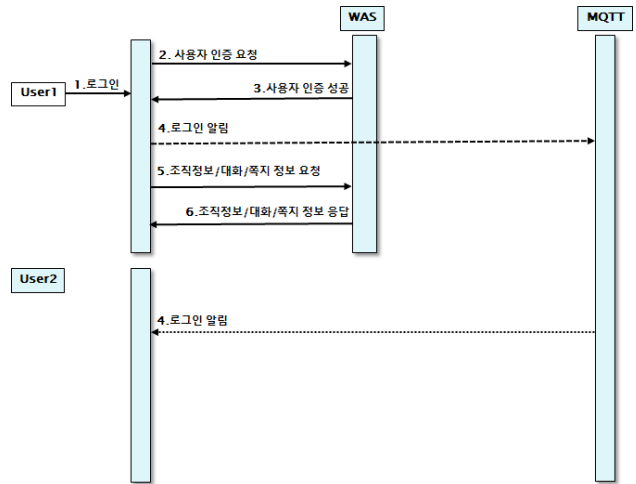 WAS
MQTT
2. 사용자 인증 요청
User1
1.로그인
3.사용자 인증 성공
4.로그인 알림
5.조직정보/대화/쪽지 정보 요청
6.조직정보/대화/쪽지 정보 응답
User2
4.로그인 알림